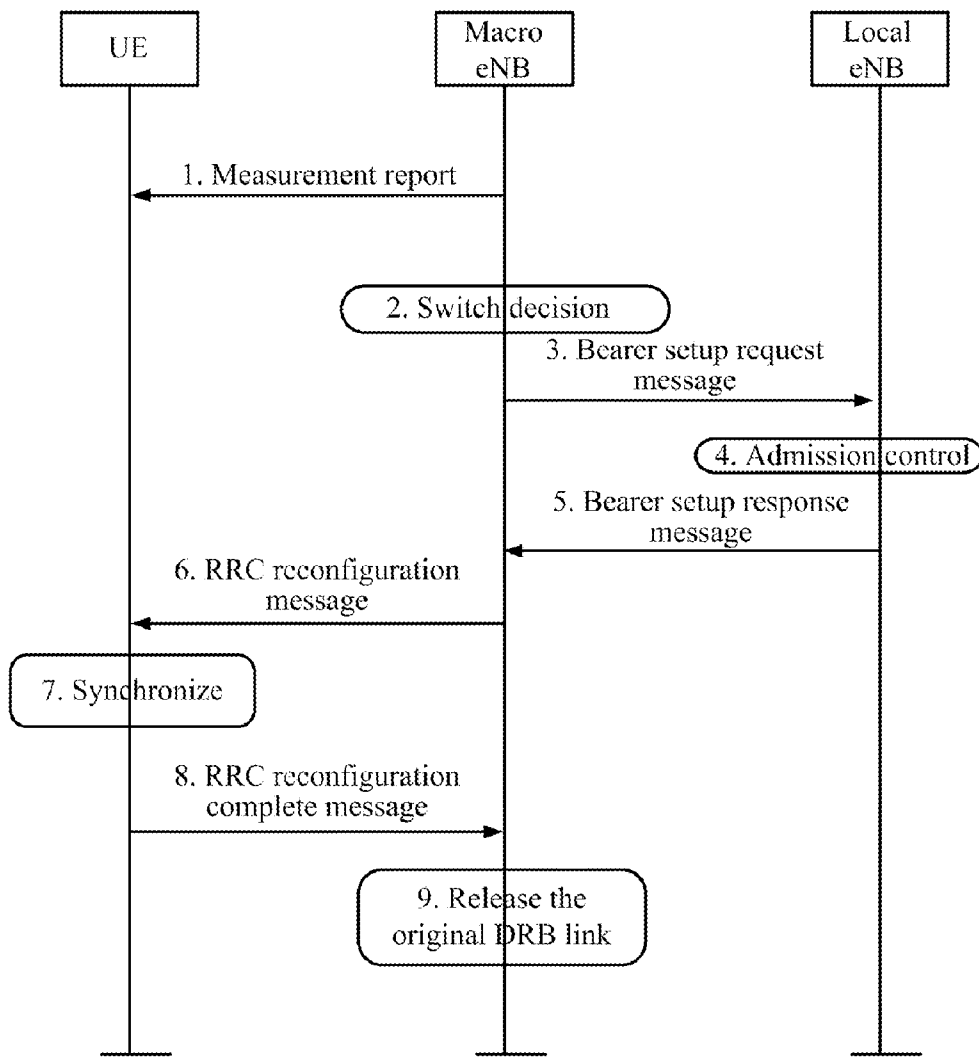 UE
Macro
eNB
Local
eNB
1. Measurement report
2. Switch decision
3. Bearer setup request
message
4. Admission control
5. Bearer setup response
message
6. RRC reconfiguration
message
7. Synchronize
8. RRC reconfiguration
complete message
9. Release the
original DRB link